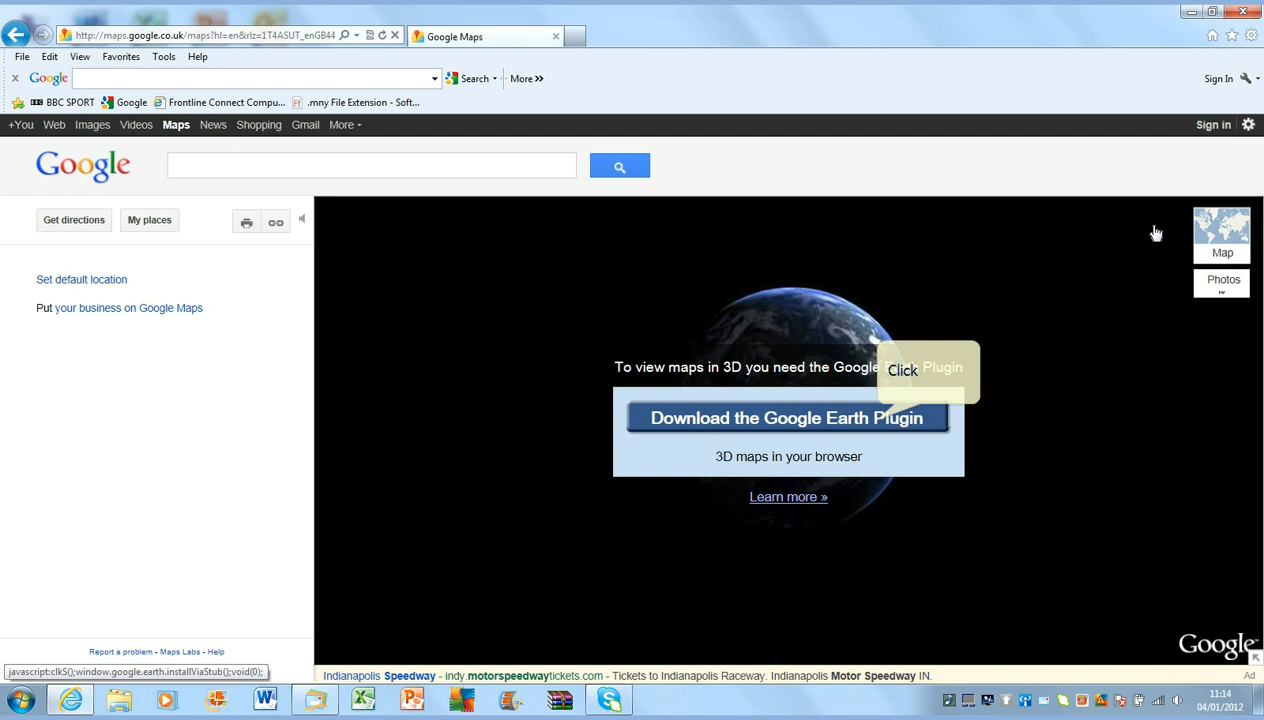 http://maps.google.co.uk/maps?hl=en&rlz=1T4ASUT_enGB44
Google Maps
File Edit View Favorites Tools Help
Google Search More »
Sign In
BBC SPORT Google Frontline Connect Compu... .mny File Extension - Soft...
+You Web Images Videos Maps News Shopping Gmail More
Sign in
Google
Get directions My places
Map
Photos
Set default location
Put your business on Google Maps
To view maps in 3D you need the Google Earth Plugin
Click
Download the Google Earth Plugin
3D maps in your browser
Learn more »
Google
Report a problem - Maps Labs - Help
javascript:clkS();window.google.earth.installViaStub();void(0);
Indianapolis Speedway - indy.motorspeedwaytickets.com - Tickets to Indianapolis Raceway. Indianapolis Motor Speedway IN.
Ad
11:14
04/01/2012